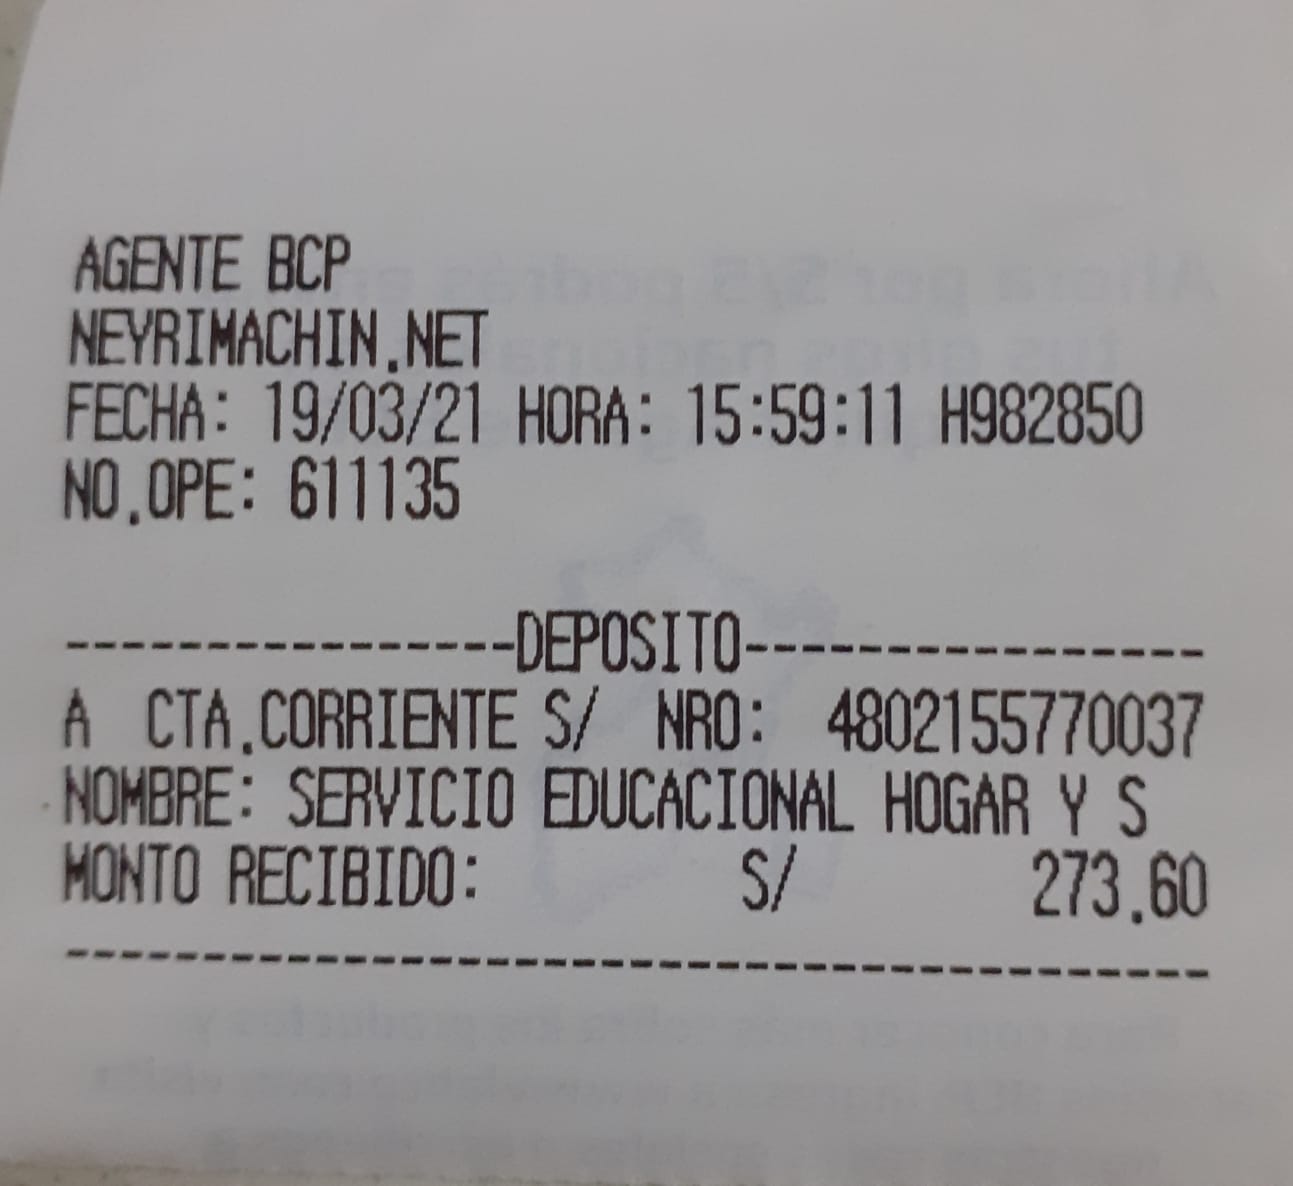 AGENTE BCP
NEYRIMACHIN.NET
FECHA: 19/03/21 HORA: 15:59:11 H982850
NO.OPE: 611135
----------------DEPOSITO----------------
A CTA.CORRIENTE S/ NRO: 4802155770037
NOMBRE: SERVICIO EDUCACIONAL HOGAR Y S
MONTO RECIBIDO: S/ 273.60
----------------------------------------